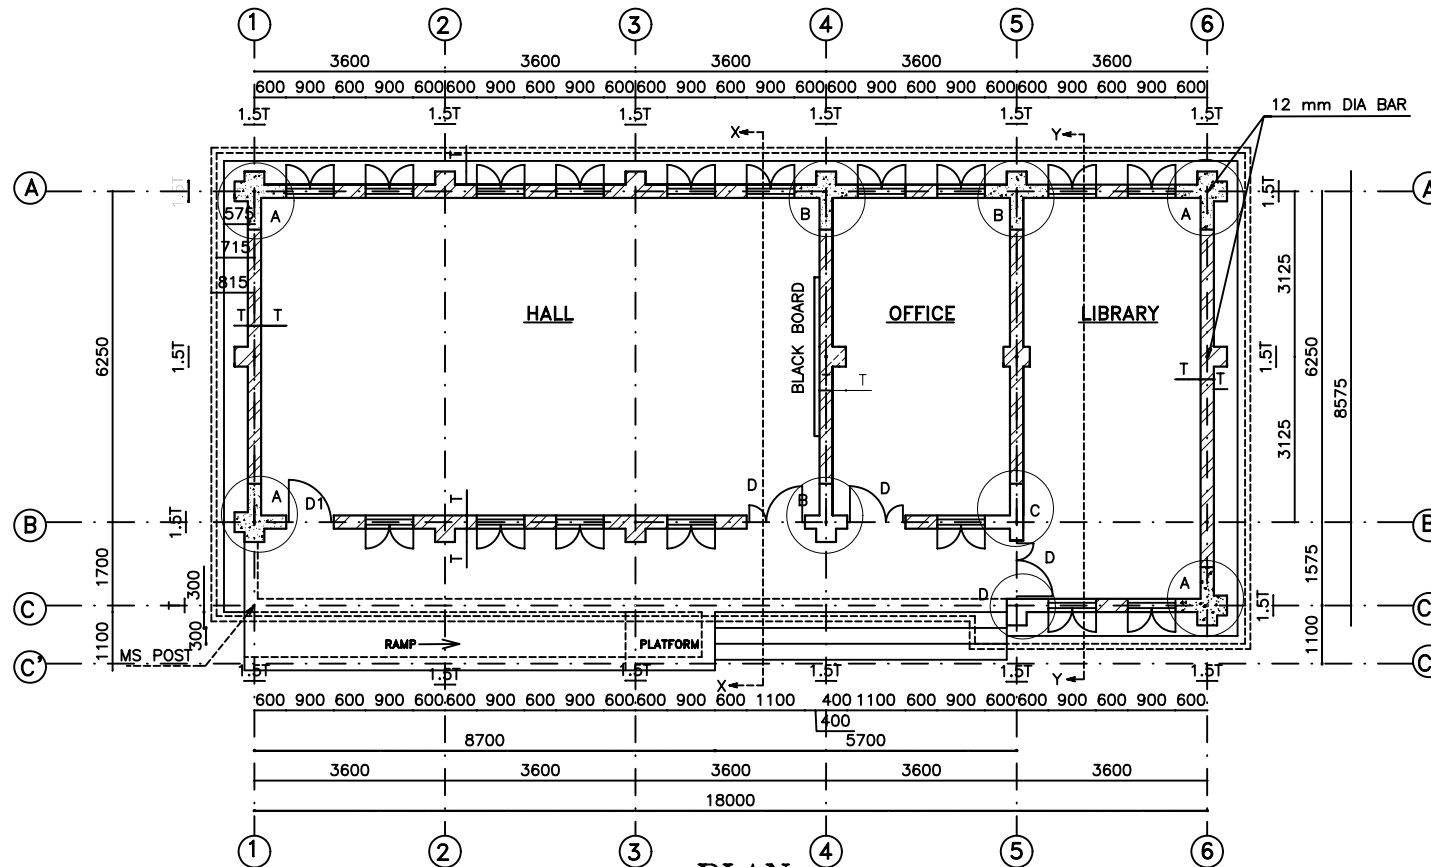 1 2 3 4 5 6
3600 3600 3600 3600 3600
600 900 600 900 600 600 900 600 900 600 600 900 600 900 600 600 900 600 900 600 600 900 600 900 600
12 mm DIA BAR
1.5T 1.5T 1.5T 1.5T 1.5T 1.5T
X Y
T
A 1.5T 1.5T A
575 A B B A
715
815
3125
BLACK BOARD
HALL OFFICE LIBRARY
T T
6250 1.5T 1.5T 6250
T T T
8575
3125
A D1 T D B D C
B 1.5T B
T
D
1700 300 1575
D A
C 1.5T C
300
1100 RAMP PLATFORM 1100
MS POST
C' C
1.5T 1.5T 1.5T 1.5T 1.5T
X Y
600 900 600 900 600 600 900 600 900 600 600 900 600 1100 400 1100 600 900 600 600 900 600 900 600
400
8700 5700
3600 3600 3600 3600 3600
18000
1 2 3 4 5 6